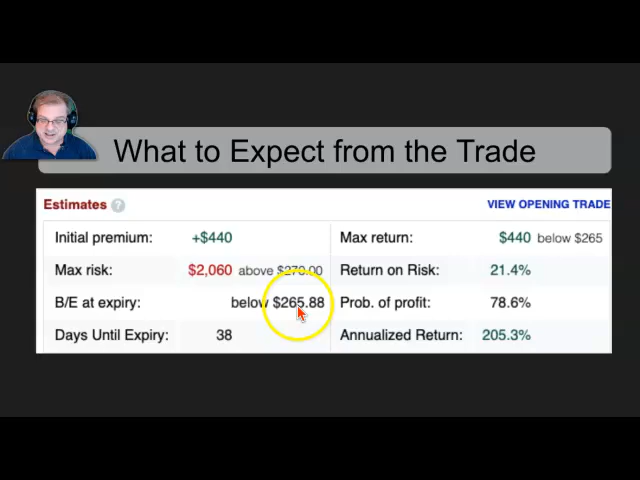 What to Expect from the Trade
Estimates ? VIEW OPENING TRADE
Initial premium: +$440 Max return: $440 below $265
Max risk: $2,060 above $270.00 Return on Risk: 21.4%
B/E at expiry: below $265.88 Prob. of profit: 78.6%
Days Until Expiry: 38 Annualized Return: 205.3%